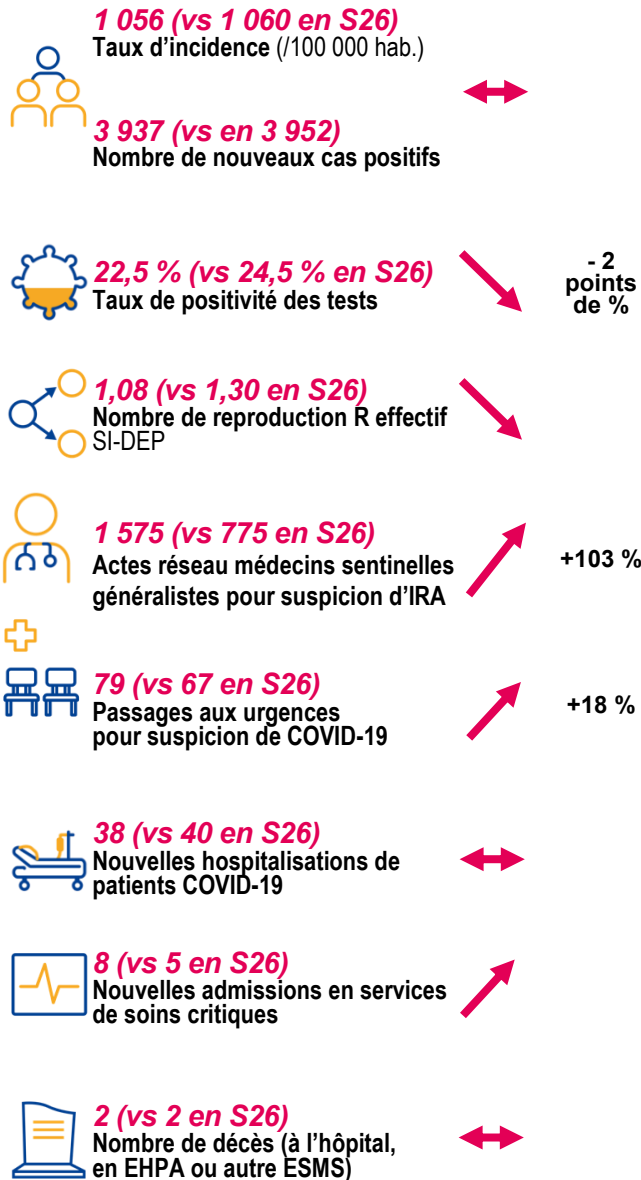 1 056 (vs 1 060 en S26)
Taux d’incidence (/100 000 hab.)
3 937 (vs en 3 952)
Nombre de nouveaux cas positifs
22,5 % (vs 24,5 % en S26)
Taux de positivité des tests
- 2
points
de %
1,08 (vs 1,30 en S26)
Nombre de reproduction R effectif
SI-DEP
1 575 (vs 775 en S26)
Actes réseau médecins sentinelles
généralistes pour suspicion d’IRA
+103 %
79 (vs 67 en S26)
Passages aux urgences
pour suspicion de COVID-19
+18 %
38 (vs 40 en S26)
Nouvelles hospitalisations de
patients COVID-19
8 (vs 5 en S26)
Nouvelles admissions en services
de soins critiques
2 (vs 2 en S26)
Nombre de décès (à l’hôpital,
en EHPA ou autre ESMS)